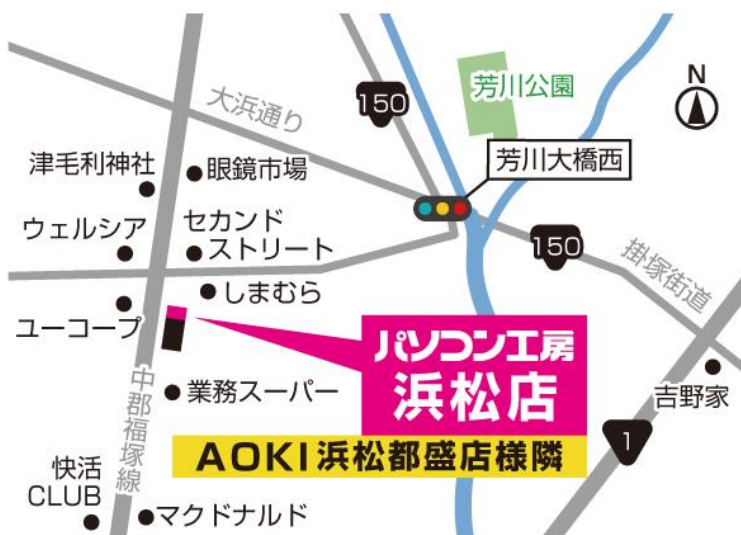 150
芳川公園
N
大浜通り
芳川大橋西
津毛利神社
眼鏡市場
ウェルシア
セカンド
ストリート
150
掛塚街道
しまむら
ユーコープ
パソコン工房
浜松店
中郡福塚線
業務スーパー
吉野家
AOKI浜松都盛店様隣
1
快活
CLUB
マクドナルド